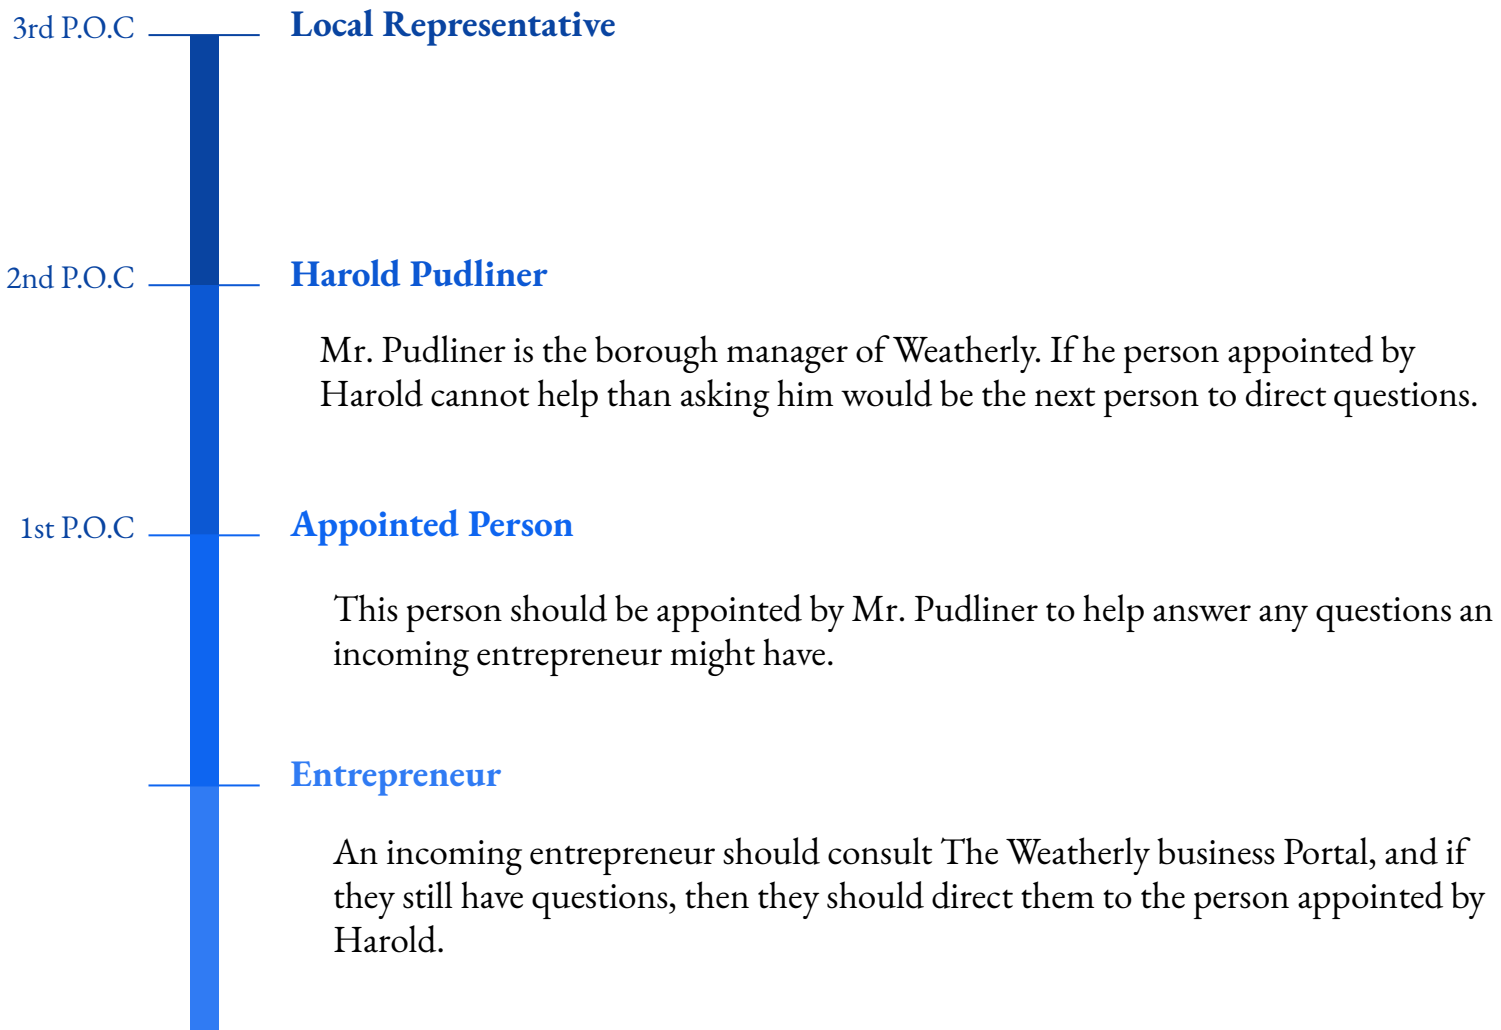 3rd P.O.C
Local Representative
2nd P.O.C
Harold Pudliner
Mr. Pudliner is the borough manager of Weatherly. If he person appointed by
Harold cannot help than asking him would be the next person to direct questions.
1st P.O.C
Appointed Person
This person should be appointed by Mr. Pudliner to help answer any questions an
incoming entrepreneur might have.
Entrepreneur
An incoming entrepreneur should consult The Weatherly business Portal, and if
they still have questions, then they should direct them to the person appointed by
Harold.